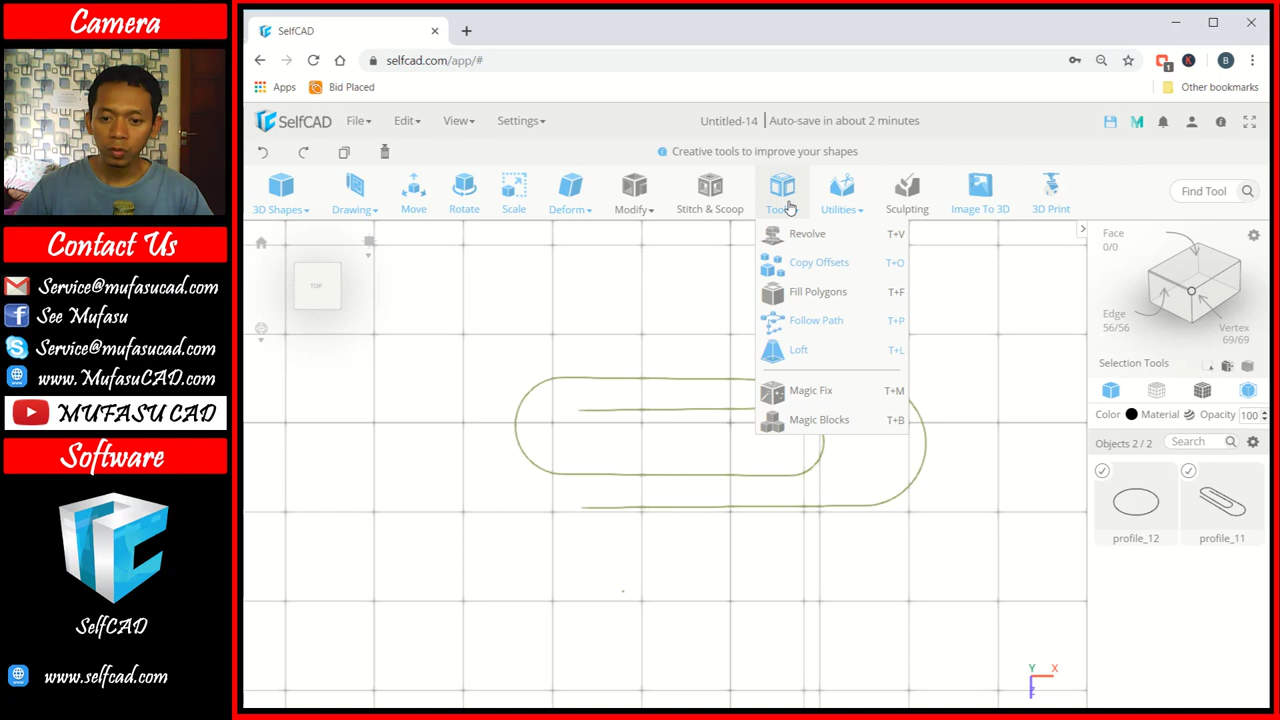 Camera
Contact Us
Service@mufasucad.com
See Mufasu
Service@mufasucad.com
www.MufasuCAD.com
MUFASU CAD
Software
SelfCAD
www.selfcad.com
SelfCAD
selfcad.com/app/#
Apps
Bid Placed
Other bookmarks
B
K
1
SelfCAD
File
Edit
View
Settings
Untitled-14 | Auto-save in about 2 minutes
Creative tools to improve your shapes
3D Shapes
Drawing
Move
Rotate
Scale
Deform
Modify
Stitch & Scoop
Tool
Utilities
Sculpting
Image To 3D
3D Print
Find Tool
Revolve T+V
Copy Offsets T+O
Fill Polygons T+F
Follow Path T+P
Loft T+L
Magic Fix T+M
Magic Blocks T+B
TOP
Face
0/0
Edge
56/56
Vertex
69/69
Selection Tools
Color Material Opacity 100
Objects 2 / 2
Search
profile_12
profile_11
Y X
Z